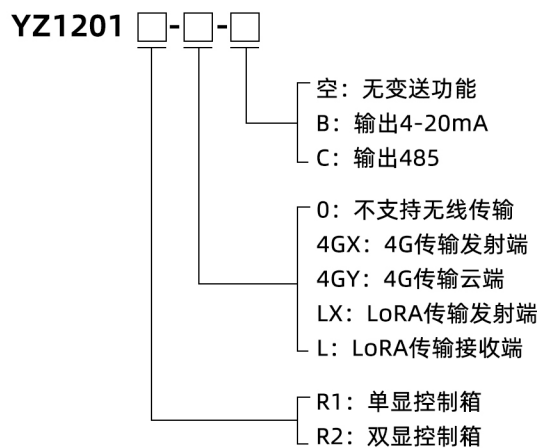 YZ1201 □-□-□
空：无变送功能
B：输出4-20mA
C：输出485
0：不支持无线传输
4GX：4G传输发射端
4GY：4G传输云端
LX：LoRA传输发射端
L：LoRA传输接收端
R1：单显控制箱
R2：双显控制箱